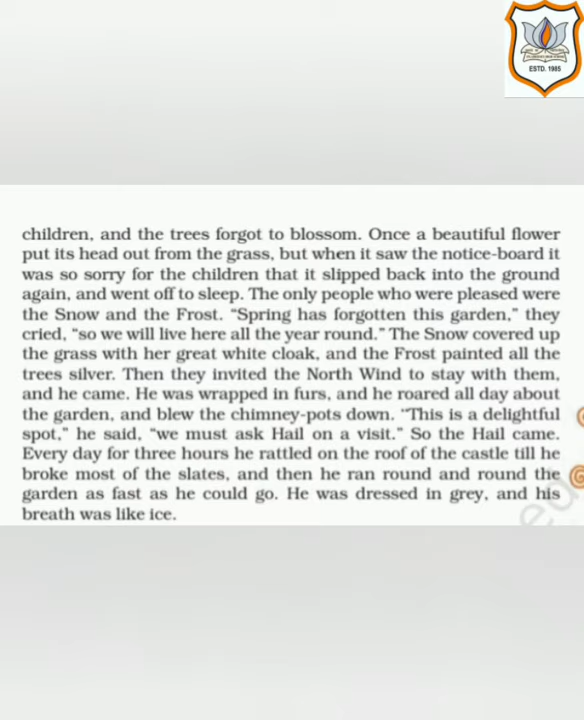 ESTD. 1985
children, and the trees forgot to blossom. Once a beautiful flower
put its head out from the grass, but when it saw the notice-board it
was so sorry for the children that it slipped back into the ground
again, and went off to sleep. The only people who were pleased were
the Snow and the Frost. “Spring has forgotten this garden,” they
cried, “so we will live here all the year round.” The Snow covered up
the grass with her great white cloak, and the Frost painted all the
trees silver. Then they invited the North Wind to stay with them,
and he came. He was wrapped in furs, and he roared all day about
the garden, and blew the chimney-pots down. “This is a delightful
spot,” he said, “we must ask Hail on a visit.” So the Hail came.
Every day for three hours he rattled on the roof of the castle till he
broke most of the slates, and then he ran round and round the
garden as fast as he could go. He was dressed in grey, and his
breath was like ice.